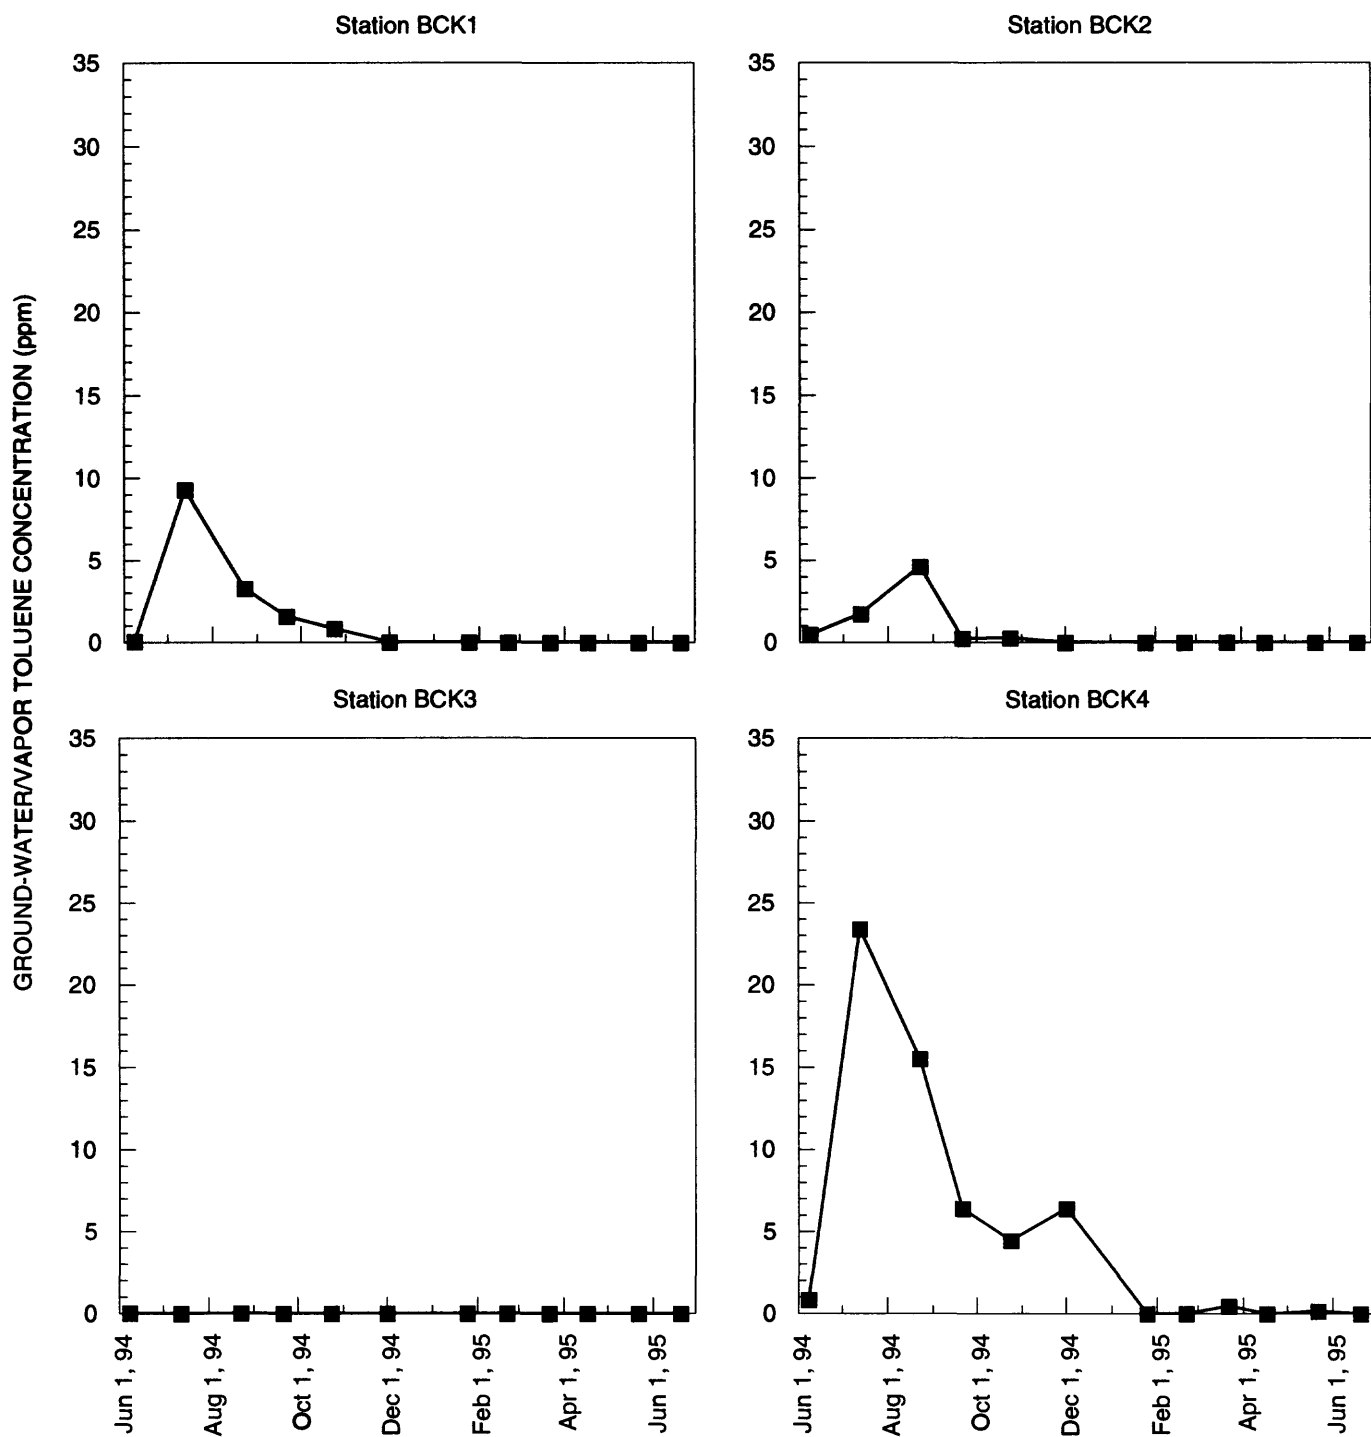 Station BCK1
Station BCK2
35
30
25
20
15
10
5
0
35
30
25
20
15
10
5
0
GROUND-WATER/VAPOR TOLUENE CONCENTRATION (ppm)
Station BCK3
Station BCK4
35
30
25
20
15
10
5
0
35
30
25
20
15
10
5
0
Jun 1, 94
Aug 1, 94
Oct 1, 94
Dec 1, 94
Feb 1, 95
Apr 1, 95
Jun 1, 95
Jun 1, 94
Aug 1, 94
Oct 1, 94
Dec 1, 94
Feb 1, 95
Apr 1, 95
Jun 1, 95